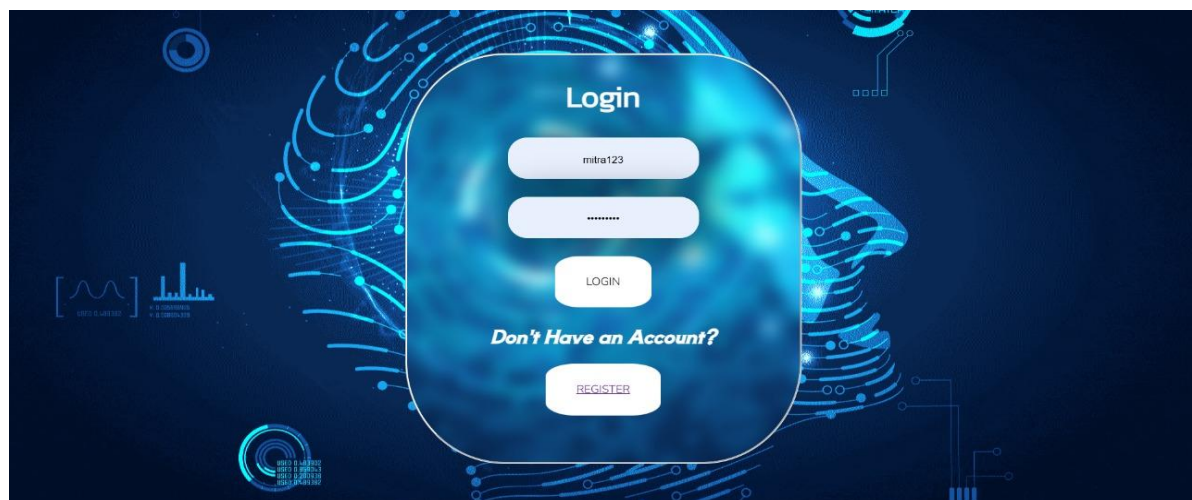 Login
mitra123
•••••••••
LOGIN
Don't Have an Account?
REGISTER